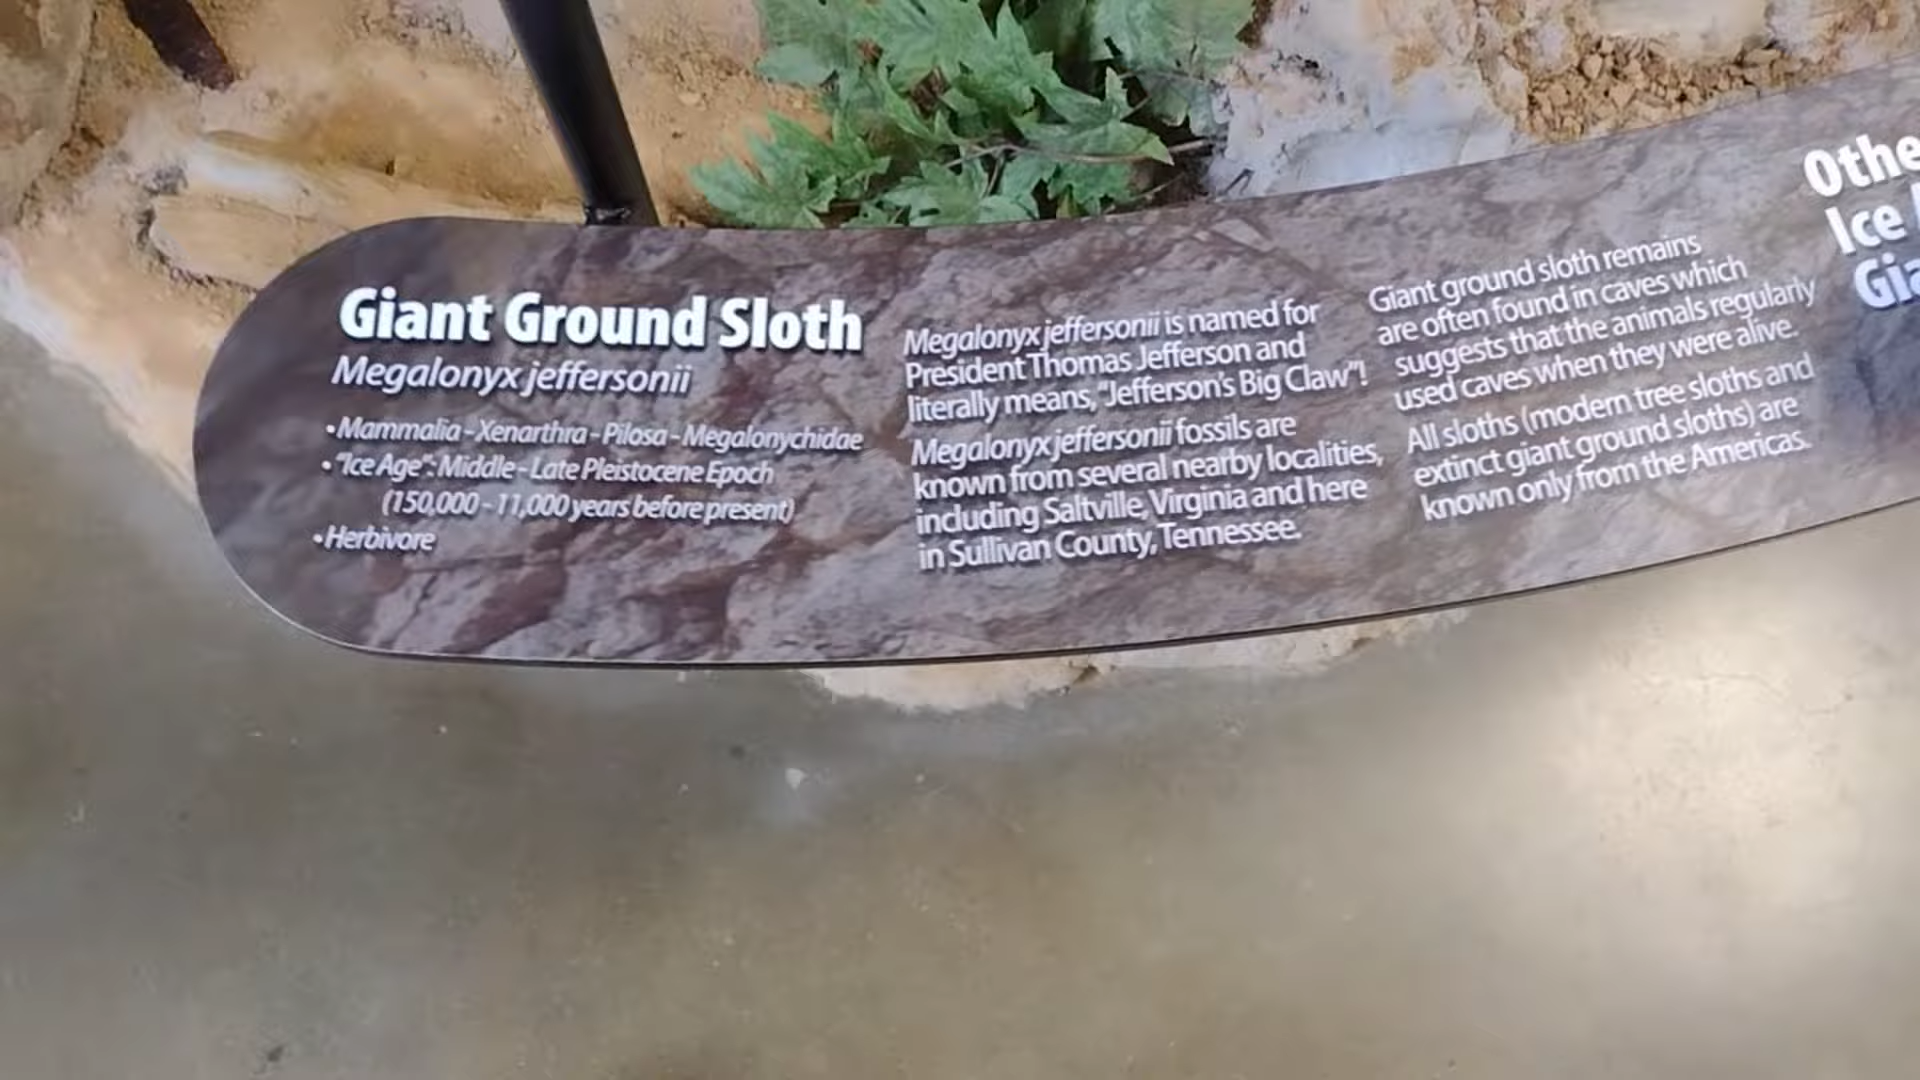 Giant Ground Sloth
Megalonyx jeffersonii
• Mammalia - Xenarthra - Pilosa - Megalonychidae
• "Ice Age": Middle - Late Pleistocene Epoch
(150,000 - 11,000 years before present)
• Herbivore
Megalonyx jeffersonii is named for
President Thomas Jefferson and
literally means, "Jefferson's Big Claw"!
Megalonyx jeffersonii fossils are
known from several nearby localities,
including Saltville, Virginia and here
in Sullivan County, Tennessee.
Giant ground sloth remains
are often found in caves which
suggests that the animals regularly
used caves when they were alive.
All sloths (modern tree sloths and
extinct giant ground sloths) are
known only from the Americas.
Ice